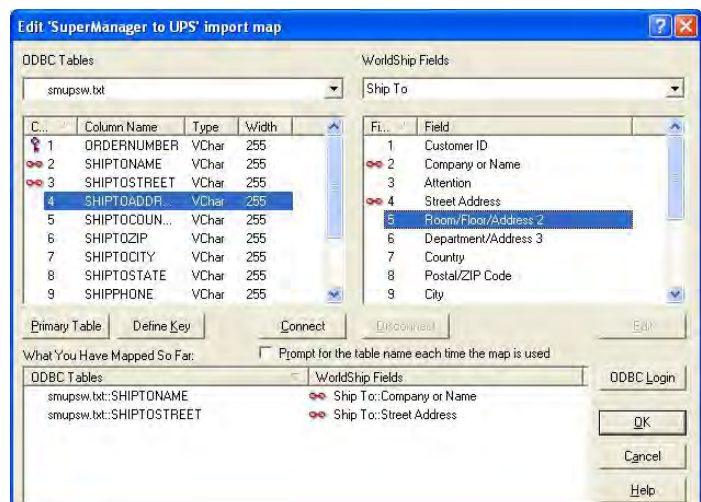 Edit 'SuperManager to UPS' import map
ODBC Tables
WorldShip Fields
smupsw.txt
Ship To
C... Column Name Type Width
1 ORDERNUMBER VChar 255
2 SHIPTONAME VChar 255
3 SHIPTOSTREET VChar 255
4 SHIPTOADDR... VChar 255
5 SHIPTOCOUN... VChar 255
6 SHIPTOZIP VChar 255
7 SHIPTOCITY VChar 255
8 SHIPTOSTATE VChar 255
9 SHIPPHONE VChar 255
Fi... Field
1 Customer ID
2 Company or Name
3 Attention
4 Street Address
5 Room/Floor/Address 2
6 Department/Address 3
7 Country
8 Postal/ZIP Code
9 City
Primary Table Define Key Connect Disconnect Edit
What You Have Mapped So Far: Prompt for the table name each time the map is used
ODBC Tables WorldShip Fields
smupsw.txt::SHIPTONAME Ship To::Company or Name
smupsw.txt::SHIPTOSTREET Ship To::Street Address
ODBC Login
OK
Cancel
Help